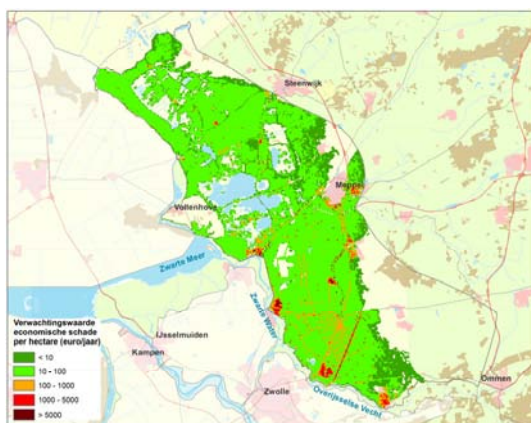 Steenwijk
Meppel
Vollenhove
Zwarte Meer
Zwarte Water
IJsselmuiden
Kampen
Zwolle
Overijsselse Vecht
Ommen
Verwachtingswaarde
economische schade
per hectare (euro/jaar)
< 10
10 - 100
100 - 1000
1000 - 5000
> 5000